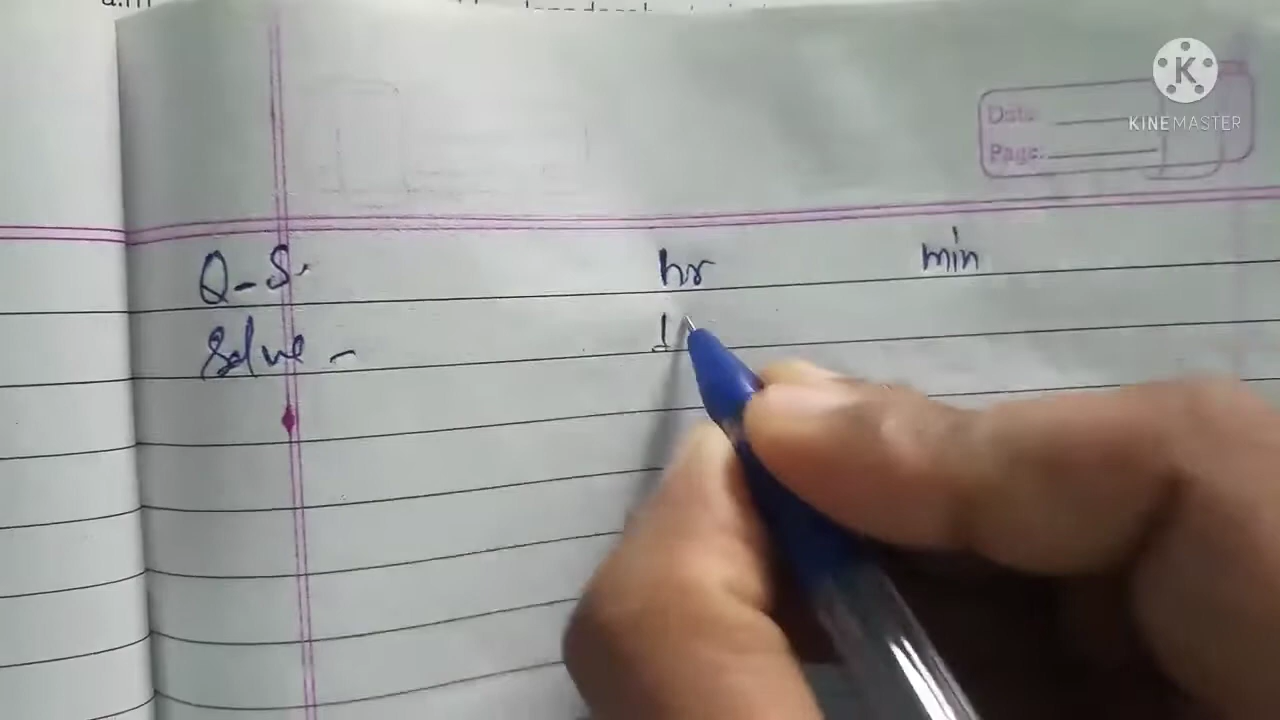 a.m
KINEMASTER
Date:
Page:
Q-5. hr min
Solve - 1